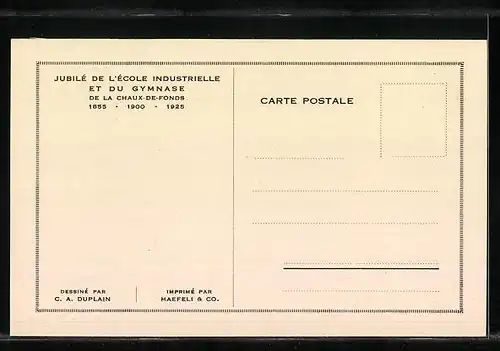 JUBILÉ DE L'ÉCOLE INDUSTRIELLE
ET DU GYMNASE
DE LA CHAUX-DE-FONDS
1855 · 1900 · 1925
CARTE POSTALE
DESSINÉ PAR
C. A. DUPLAIN
IMPRIMÉ PAR
HAEFELI & CO.